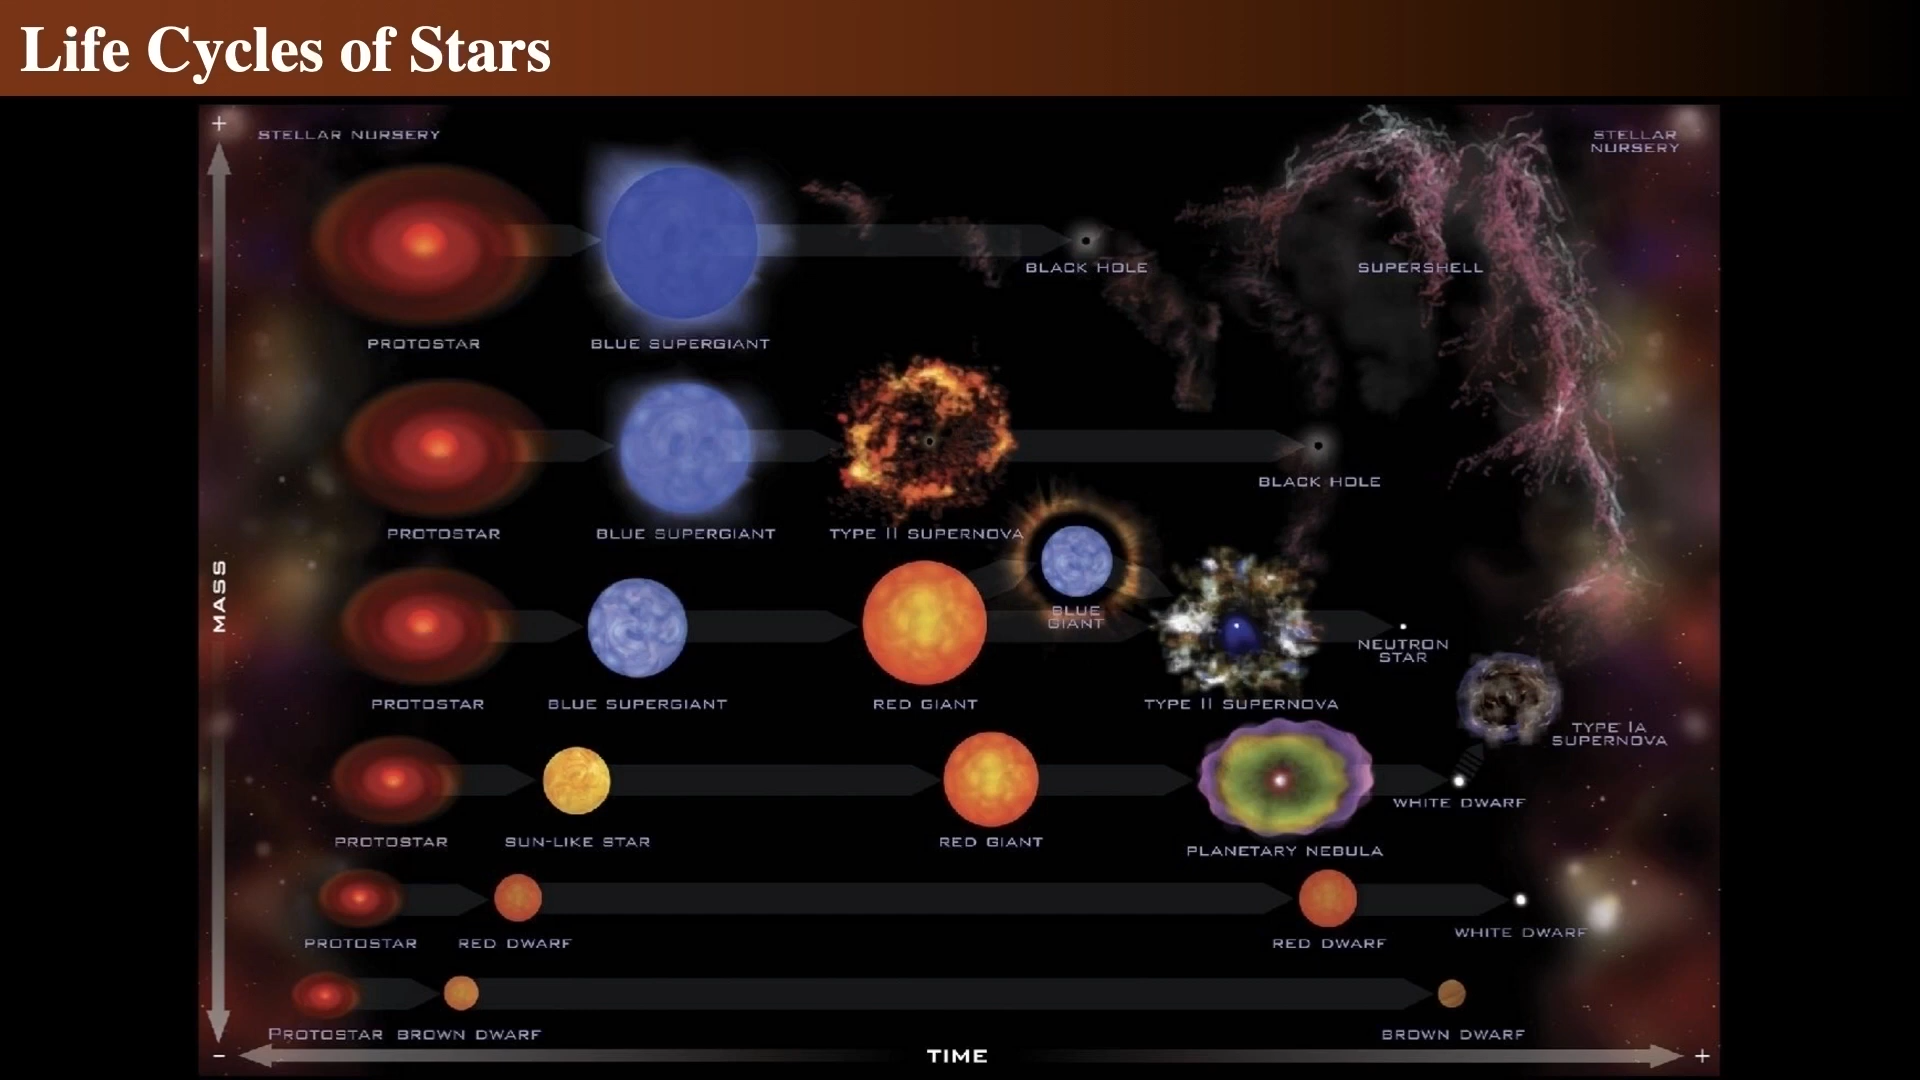 Life Cycles of Stars
+
STELLAR NURSERY
STELLAR
NURSERY
BLACK HOLE
SUPERSHELL
PROTOSTAR
BLUE SUPERGIANT
BLACK HOLE
PROTOSTAR
BLUE SUPERGIANT
TYPE II SUPERNOVA
MASS
BLUE
GIANT
NEUTRON
STAR
PROTOSTAR
BLUE SUPERGIANT
RED GIANT
TYPE II SUPERNOVA
TYPE IA
SUPERNOVA
WHITE DWARF
PROTOSTAR
SUN-LIKE STAR
RED GIANT
PLANETARY NEBULA
WHITE DWARF
PROTOSTAR
RED DWARF
RED DWARF
PROTOSTAR
BROWN DWARF
BROWN DWARF
-
TIME
+